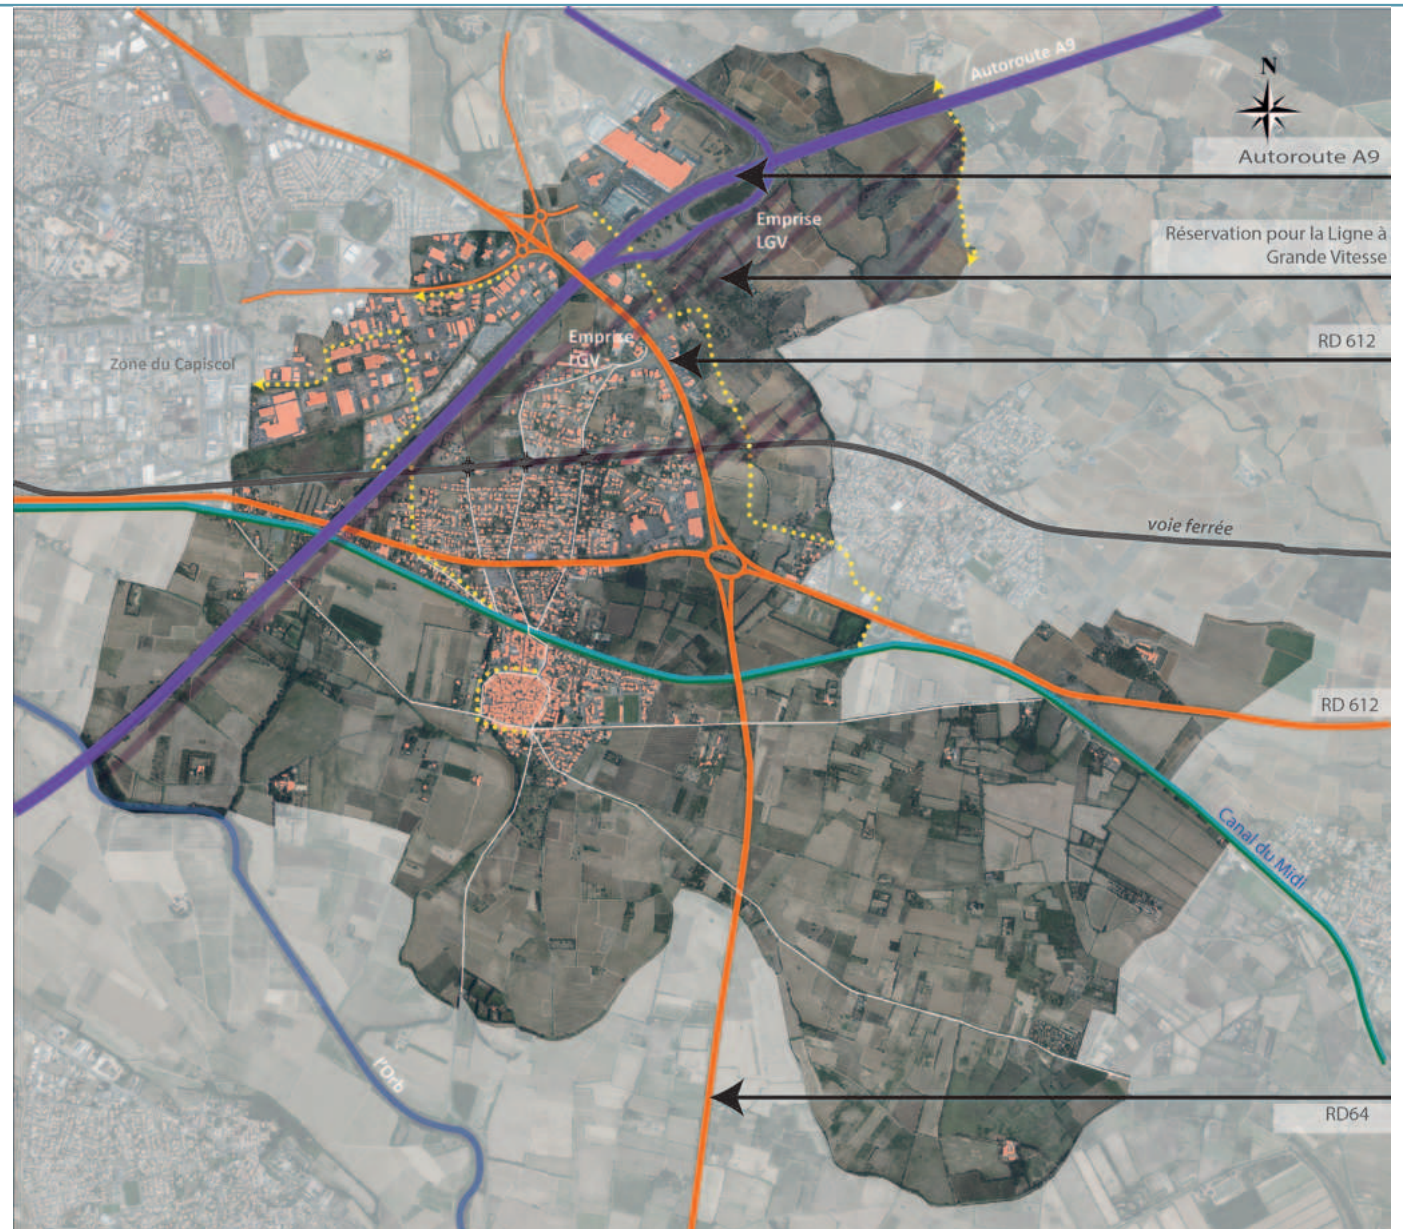 Autoroute A9
N
Autoroute A9
Emprise
LGV
Réservation pour la Ligne à
Grande Vitesse
Emprise
LGV
RD 612
Zone du Capiscol
voie ferrée
RD 612
Canal du Midi
l'Orb
RD64